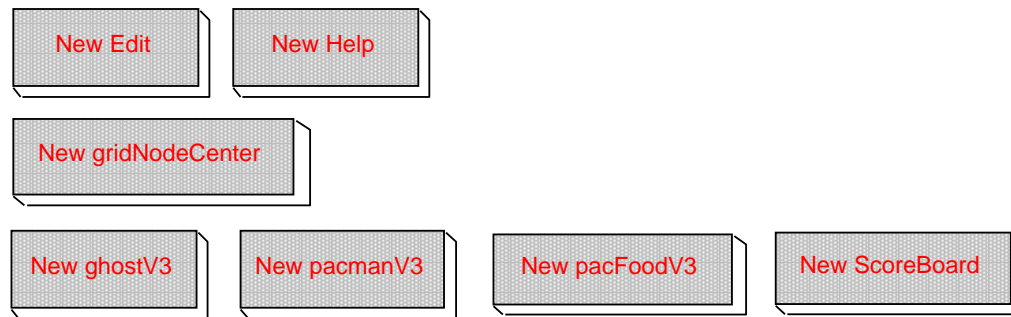 New Edit
New Help
New gridNodeCenter
New ghostV3
New pacmanV3
New pacFoodV3
New ScoreBoard